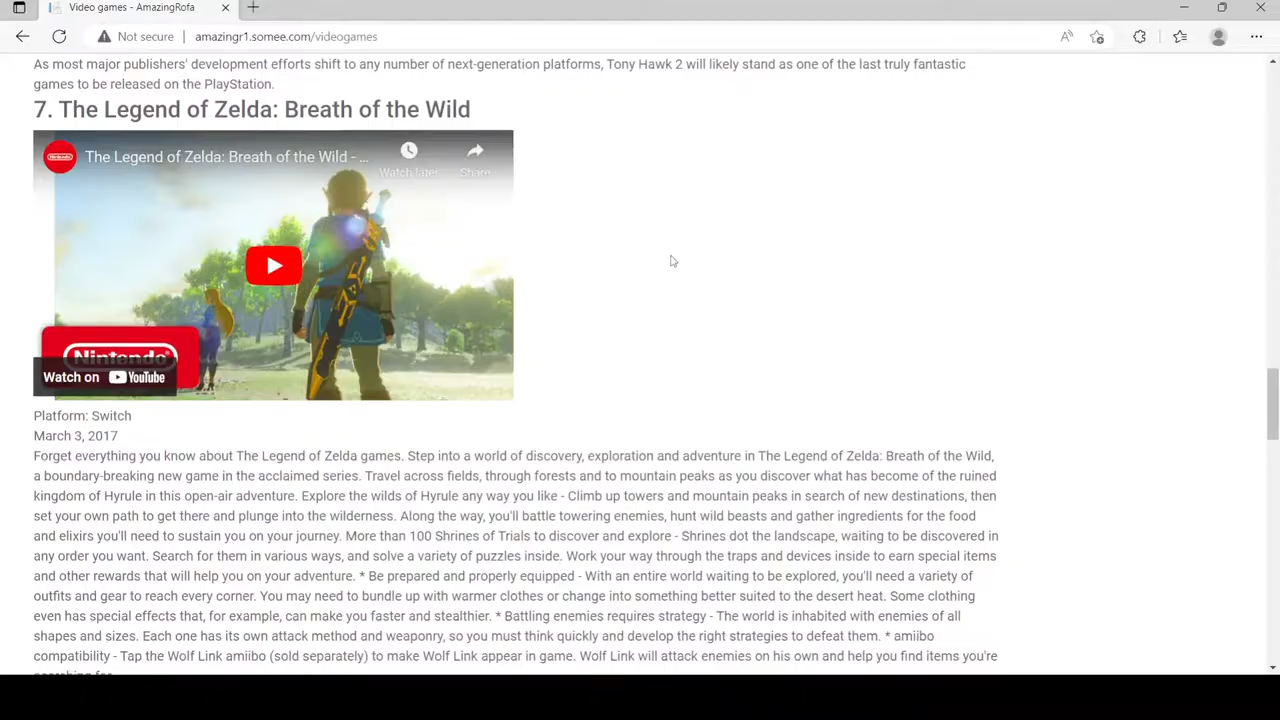 Video games - AmazingRofa
Not secure
amazingr1.somee.com/videogames
As most major publishers' development efforts shift to any number of next-generation platforms, Tony Hawk 2 will likely stand as one of the last truly fantastic
games to be released on the PlayStation.
7. The Legend of Zelda: Breath of the Wild
Nintendo
The Legend of Zelda: Breath of the Wild - ...
Watch later
Share
Nintendo
Watch on YouTube
Platform: Switch
March 3, 2017
Forget everything you know about The Legend of Zelda games. Step into a world of discovery, exploration and adventure in The Legend of Zelda: Breath of the Wild,
a boundary-breaking new game in the acclaimed series. Travel across fields, through forests and to mountain peaks as you discover what has become of the ruined
kingdom of Hyrule in this open-air adventure. Explore the wilds of Hyrule any way you like - Climb up towers and mountain peaks in search of new destinations, then
set your own path to get there and plunge into the wilderness. Along the way, you'll battle towering enemies, hunt wild beasts and gather ingredients for the food
and elixirs you'll need to sustain you on your journey. More than 100 Shrines of Trials to discover and explore - Shrines dot the landscape, waiting to be discovered in
any order you want. Search for them in various ways, and solve a variety of puzzles inside. Work your way through the traps and devices inside to earn special items
and other rewards that will help you on your adventure. * Be prepared and properly equipped - With an entire world waiting to be explored, you'll need a variety of
outfits and gear to reach every corner. You may need to bundle up with warmer clothes or change into something better suited to the desert heat. Some clothing
even has special effects that, for example, can make you faster and stealthier. * Battling enemies requires strategy - The world is inhabited with enemies of all
shapes and sizes. Each one has its own attack method and weaponry, so you must think quickly and develop the right strategies to defeat them. * amiibo
compatibility - Tap the Wolf Link amiibo (sold separately) to make Wolf Link appear in game. Wolf Link will attack enemies on his own and help you find items you're